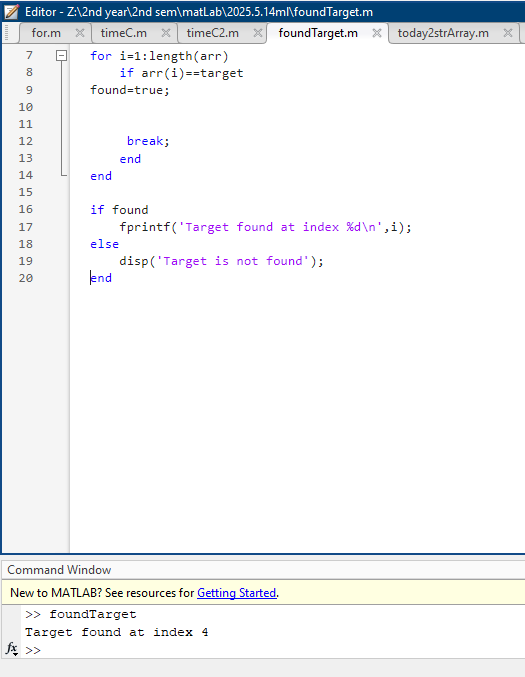 Editor - Z:\2nd year\2nd sem\matLab\2025.5.14ml\foundTarget.m
for.m timeC.m timeC2.m foundTarget.m today2strArray.m
7 for i=1:length(arr)
8 if arr(i)==target
9 found=true;
10
11
12 break;
13 end
14 end
15
16 if found
17 fprintf('Target found at index %d\n',i);
18 else
19 disp('Target is not found');
20 end
Command Window
New to MATLAB? See resources for Getting Started.
>> foundTarget
Target found at index 4
fx >>